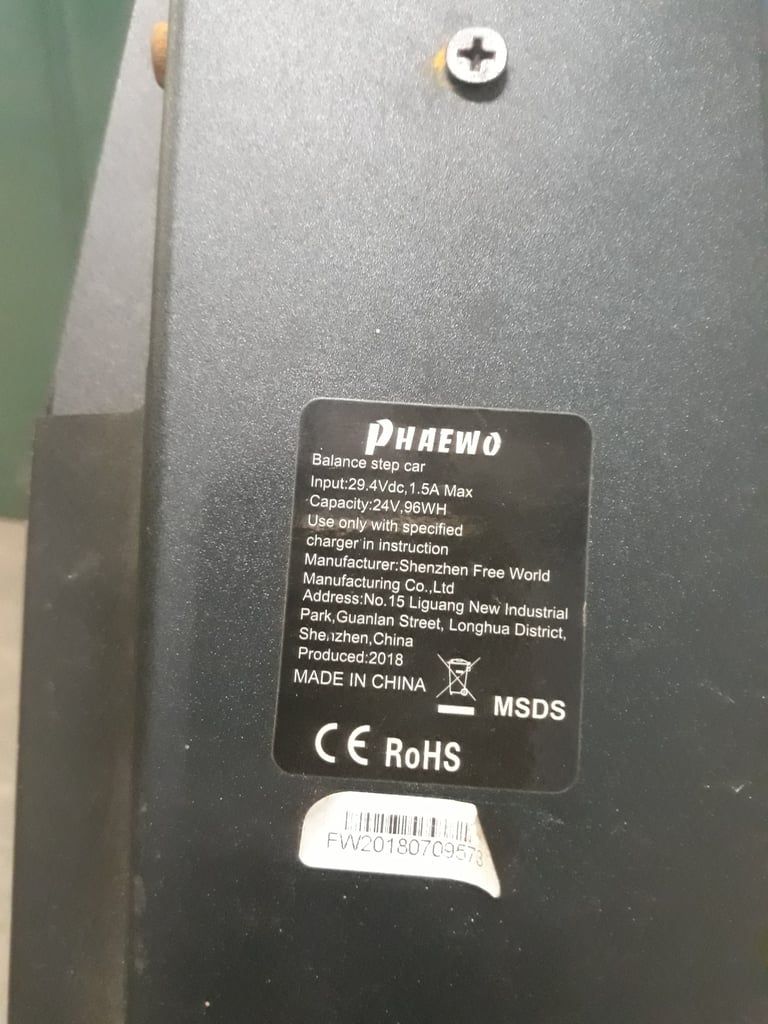 PHAEWO
Balance step car
Input:29.4Vdc,1.5A Max
Capacity:24V,96WH
Use only with specified
charger in instruction
Manufacturer:Shenzhen Free World
Manufacturing Co.,Ltd
Address:No.15 Liguang New Industrial
Park,Guanlan Street, Longhua District,
Shenzhen,China
Produced:2018
MADE IN CHINA
MSDS
CE RoHS
FW20180709573